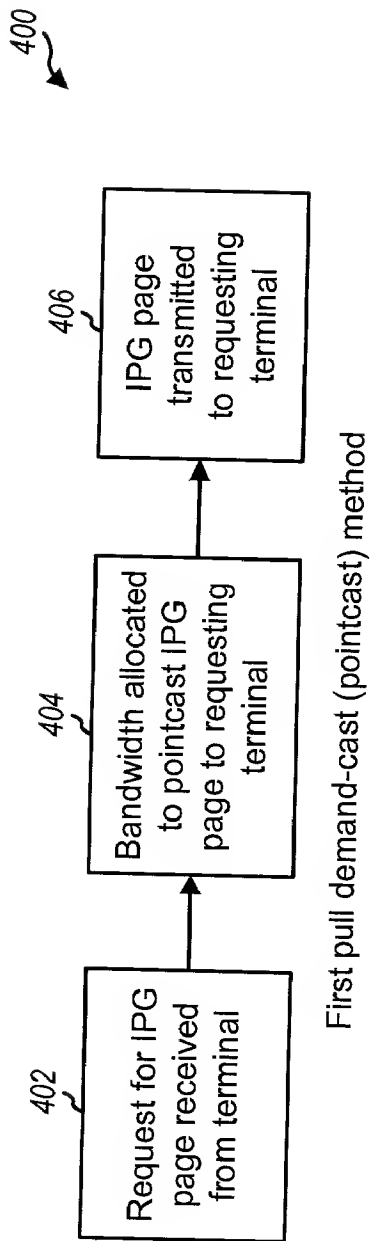 400
402
Request for IPG
page received
from terminal
404
Bandwidth allocated
to pointcast IPG
page to requesting
terminal
406
IPG page
transmitted
to requesting
terminal
First pull demand-cast (pointcast) method